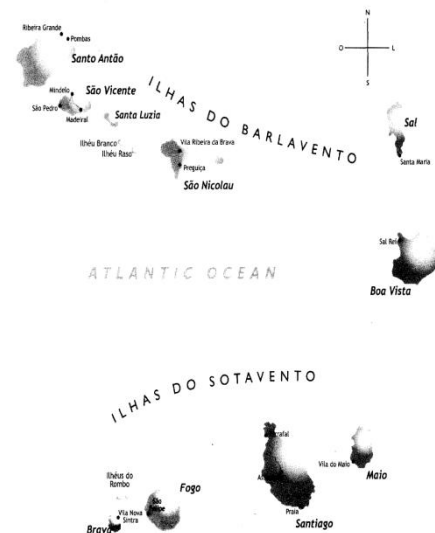 N
O
L
S
Ribeira Grande
Pombas
Santo Antão
Mindelo
São Vicente
São Pedro
Madeiral
Santa Luzia
Ilhéu Branco
Ilhéu Raso
ILHAS DO BARLAVENTO
Vila Ribeira da Brava
Preguiça
São Nicolau
Sal
Santa Maria
Sal Rei
Boa Vista
ATLANTIC OCEAN
ILHAS DO SOTAVENTO
Vila do Maio
Maio
Praia
Santiago
Ilhéus do
Rombo
Fogo
São
Vila Nova
Sintra
Brava